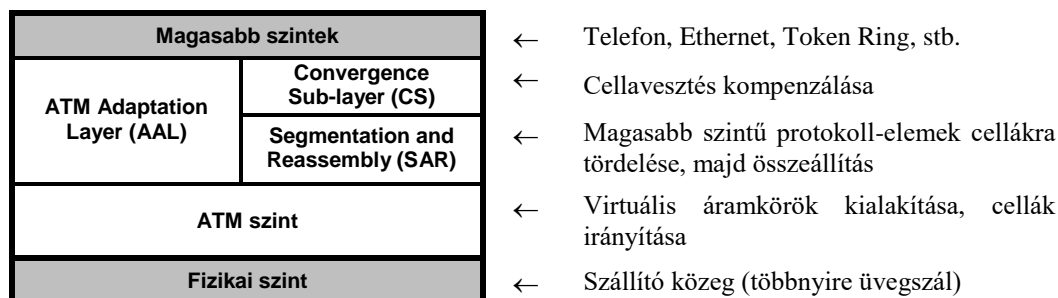 Magasabb szintek
← Telefon, Ethernet, Token Ring, stb.
ATM Adaptation
Layer (AAL)
Convergence
Sub-layer (CS)
← Cellavesztés kompenzálása
Segmentation and
Reassembly (SAR)
← Magasabb szintű protokoll-elemek cellákra
tördelése, majd összeállítás
ATM szint
← Virtuális áramkörök kialakítása, cellák
irányítása
Fizikai szint
← Szállító közeg (többnyire üvegszál)